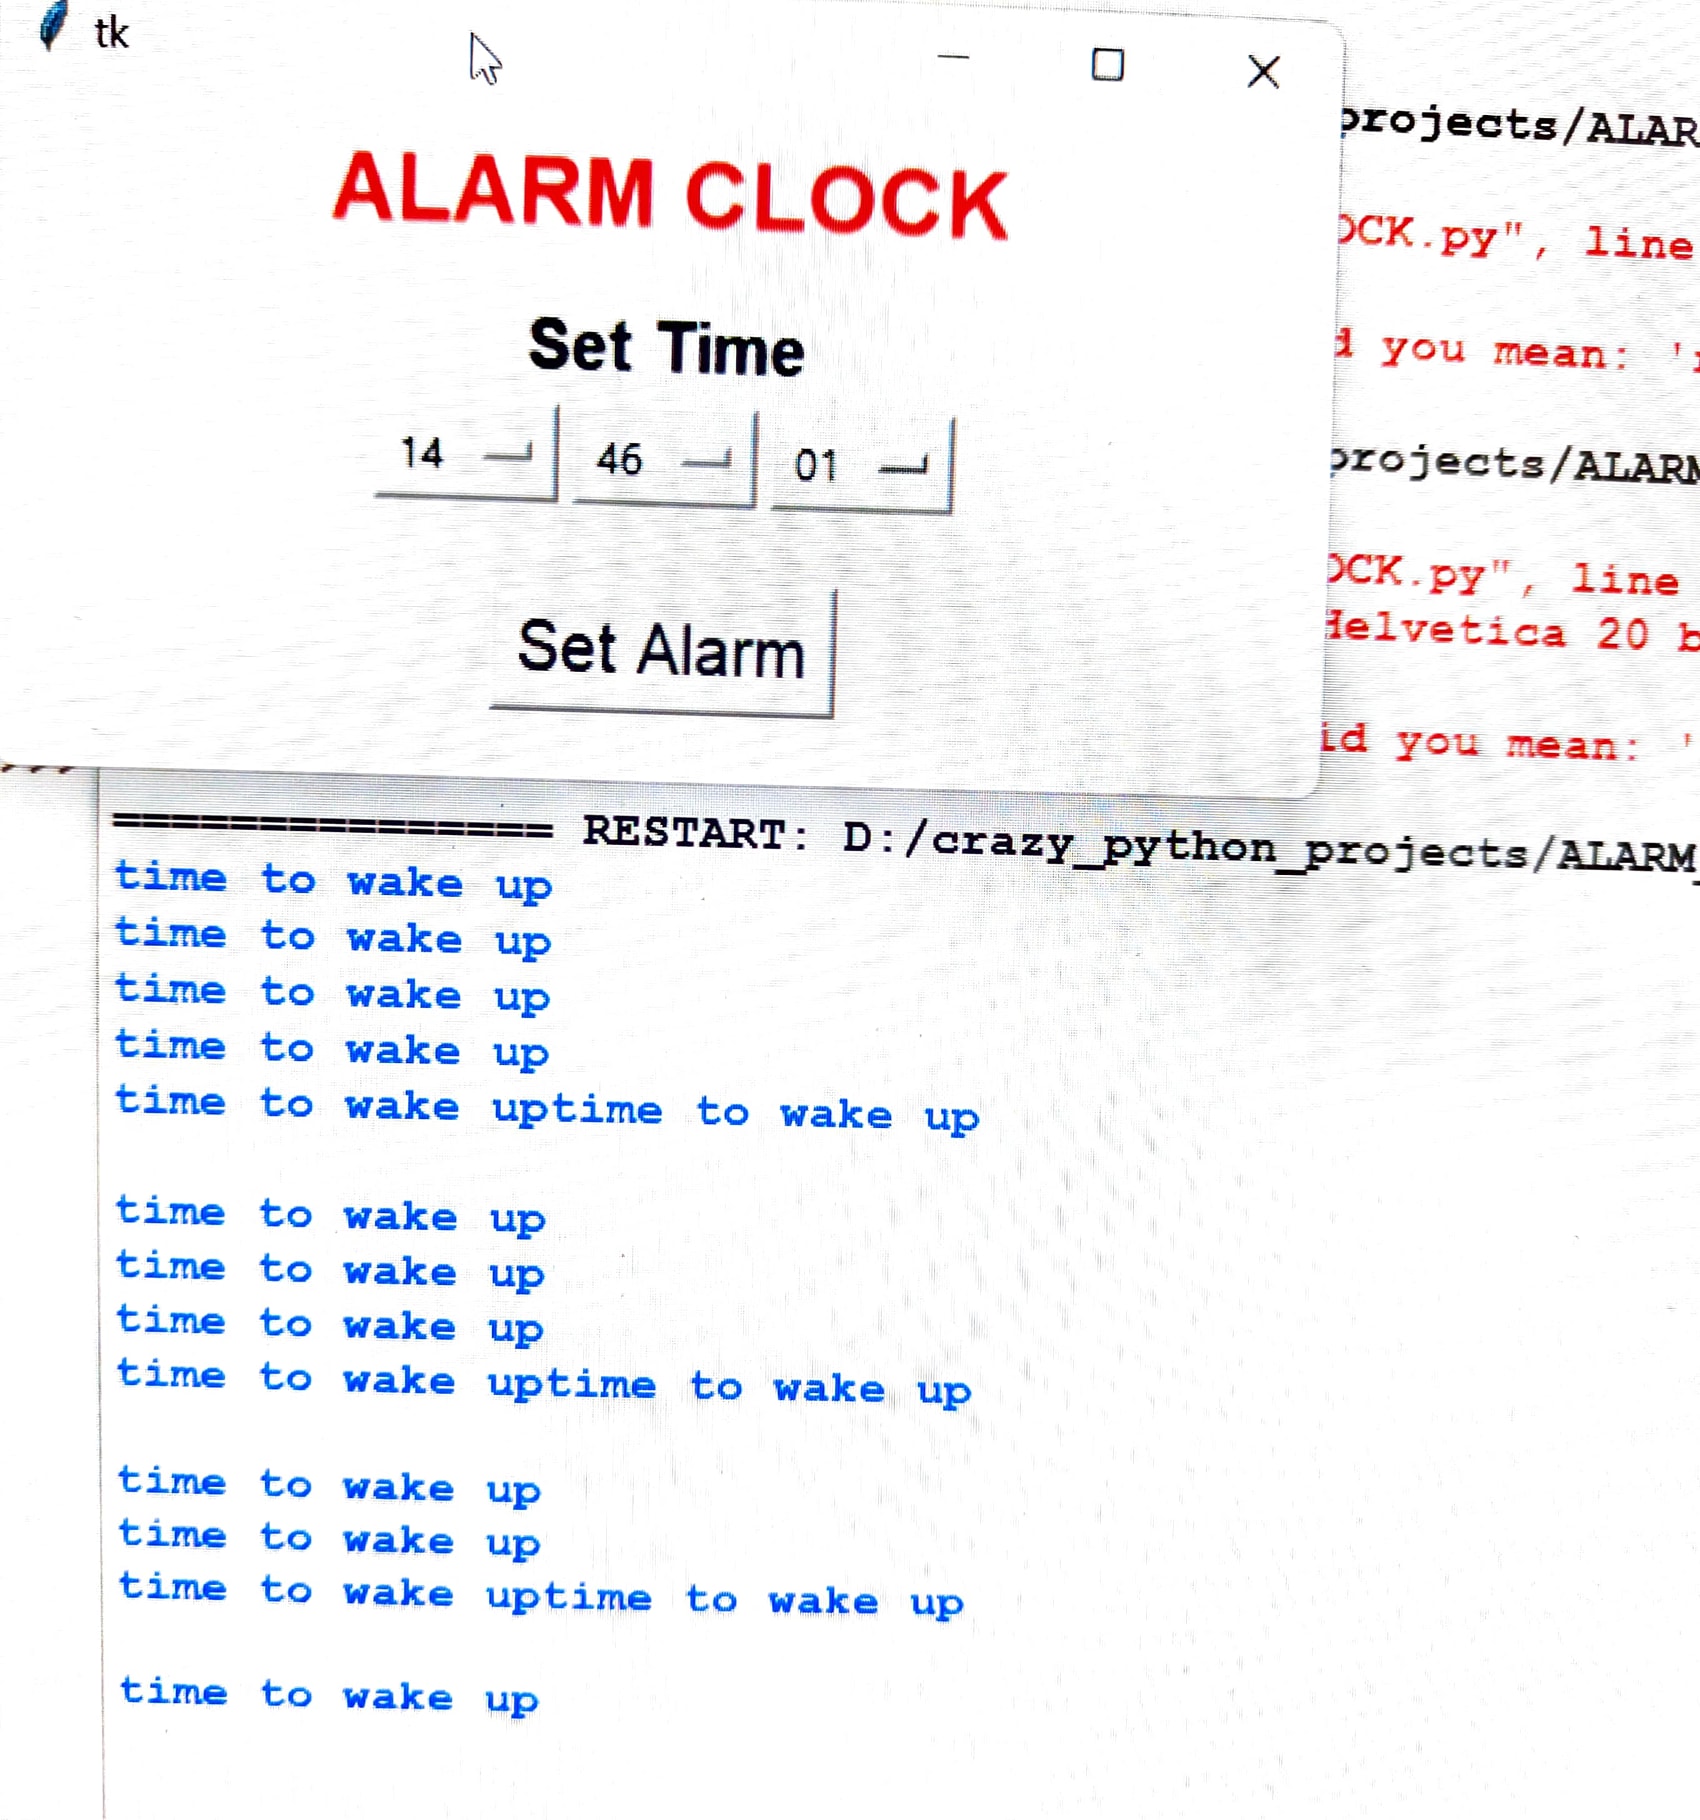 tk
ALARM CLOCK
Set Time
14 46 01
Set Alarm
projects/ALAR
OCK.py", line
d you mean: '
projects/ALARM
OCK.py", line
Helvetica 20 b
id you mean: '
=============== RESTART: D:/crazy_python_projects/ALARM_
time to wake up
time to wake up
time to wake up
time to wake up
time to wake uptime to wake up
time to wake up
time to wake up
time to wake up
time to wake uptime to wake up
time to wake up
time to wake up
time to wake uptime to wake up
time to wake up